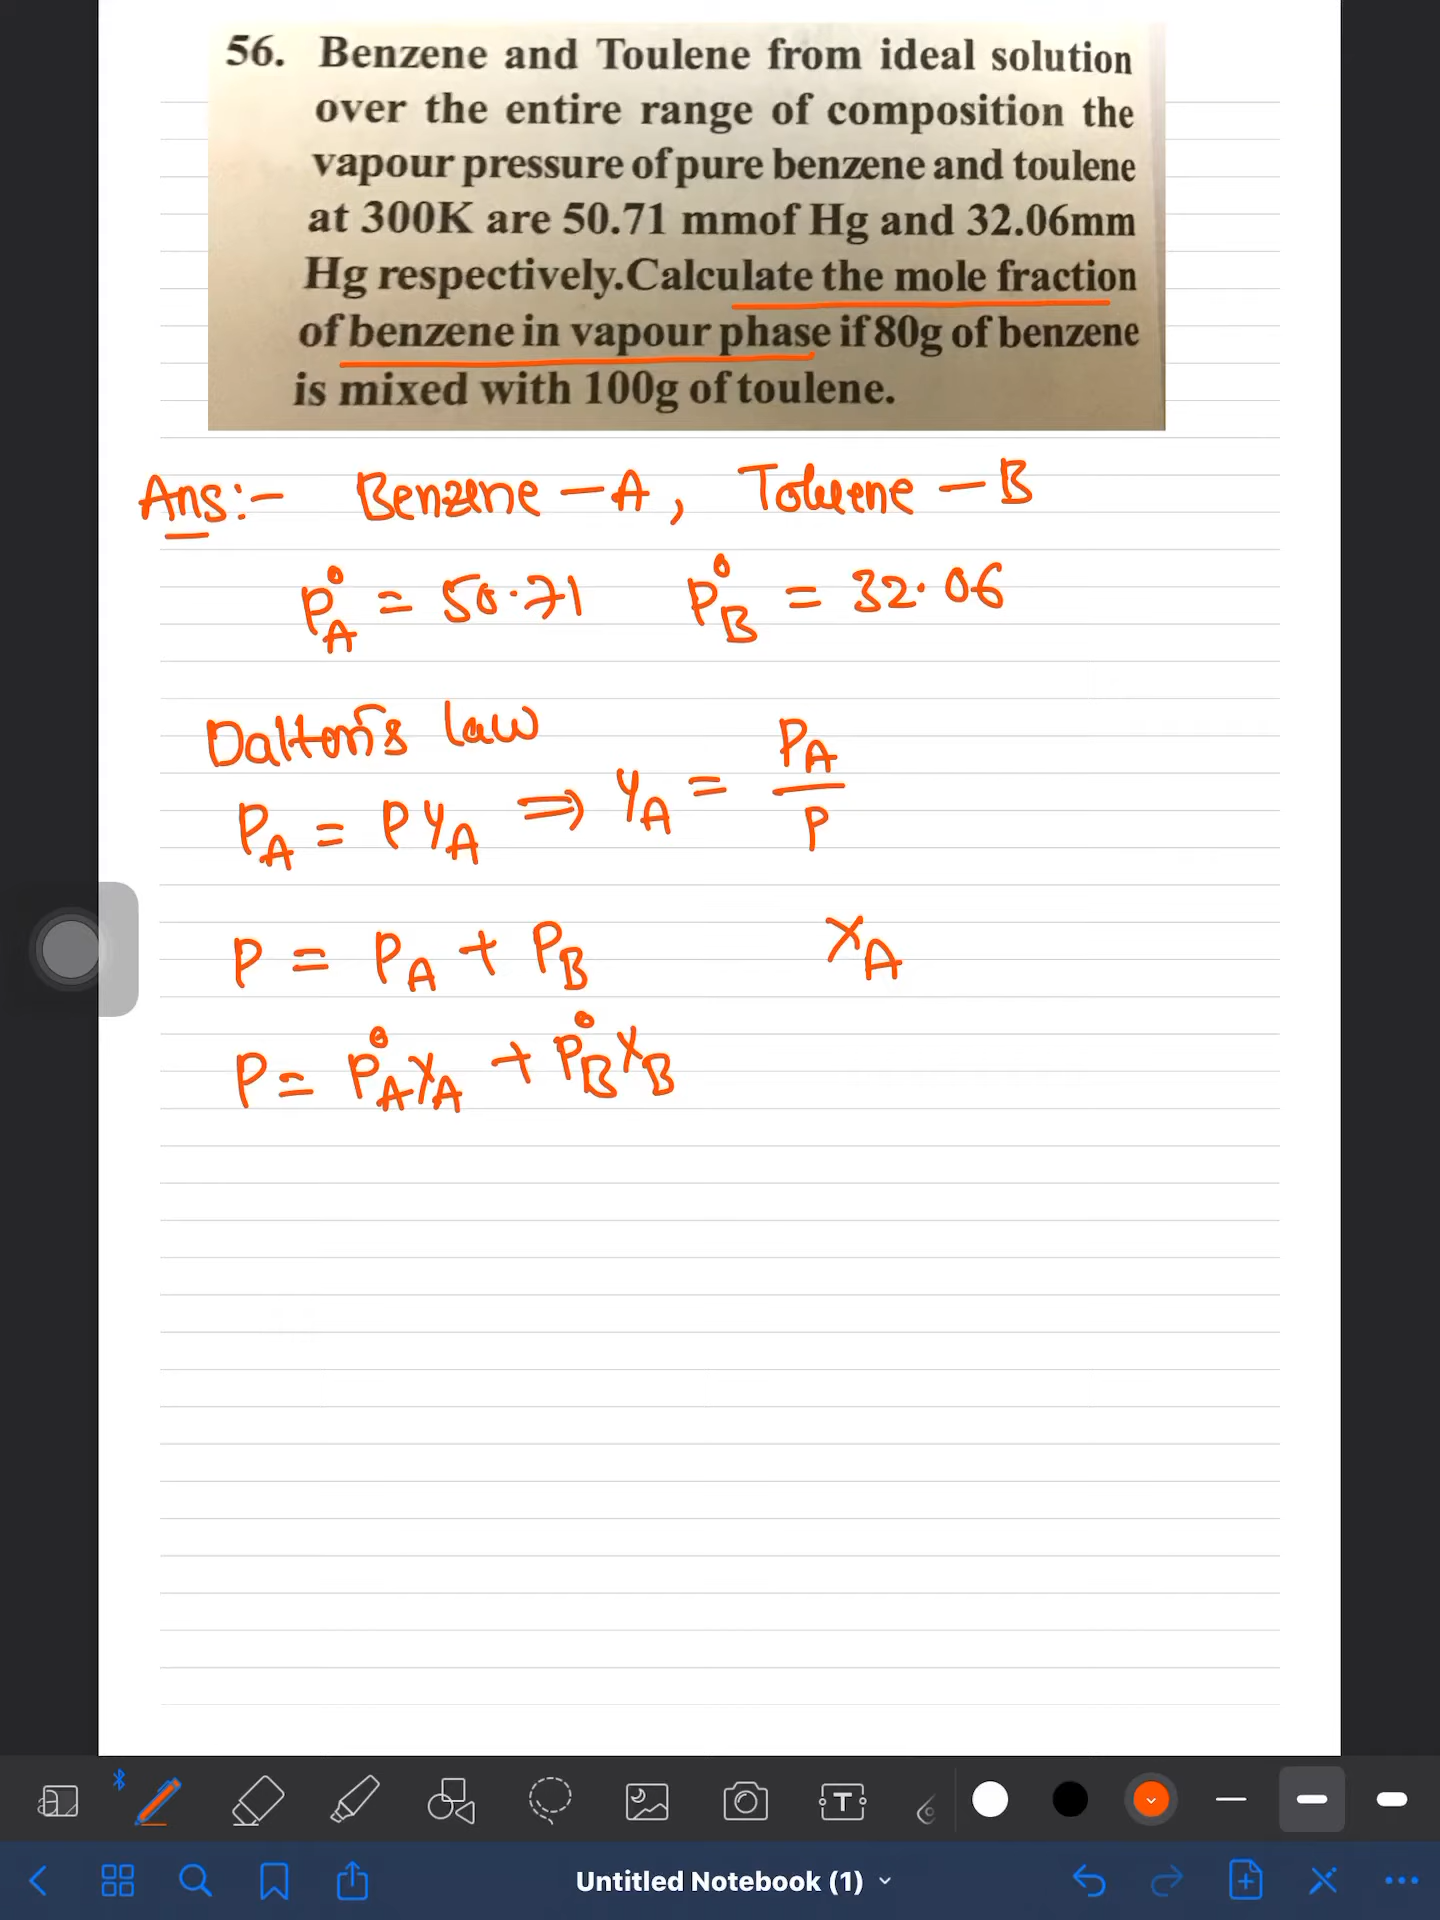 56. Benzene and Toulene from ideal solution
over the entire range of composition the
vapour pressure of pure benzene and toulene
at 300K are 50.71 mmof Hg and 32.06mm
Hg respectively.Calculate the mole fraction
of benzene in vapour phase if 80g of benzene
is mixed with 100g of toulene.
Ans:- Benzene – A, Toluene – B
P°A = 50.71 P°B = 32.06
Dalton's law
PA = PYA ⇒ YA = PA/P
P = PA + PB XA
P = P°AXA + P°BXB
T
Untitled Notebook (1)